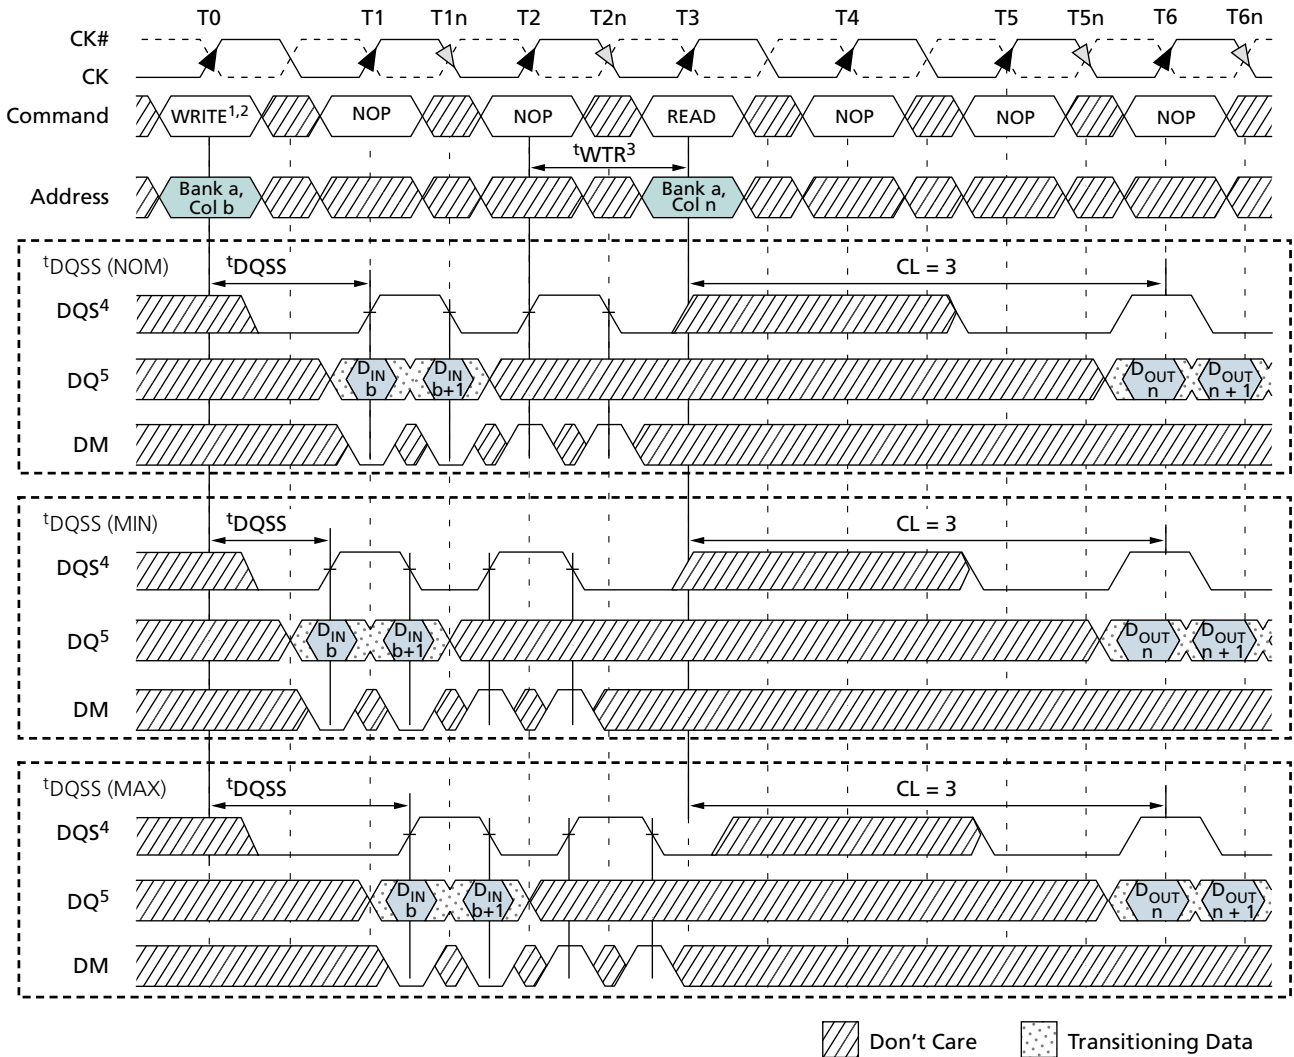 T0 T1 T1n T2 T2n T3 T4 T5 T5n T6 T6n
CK#
CK
Command WRITE1,2 NOP NOP READ NOP NOP NOP
tWTR3
Address Bank a, Col b Bank a, Col n
tDQSS (NOM) tDQSS CL = 3
DQS4
DQ5 DIN b DIN b+1 DOUT n DOUT n + 1
DM
tDQSS (MIN) tDQSS CL = 3
DQS4
DQ5 DIN b DIN b+1 DOUT n DOUT n + 1
DM
tDQSS (MAX) tDQSS CL = 3
DQS4
DQ5 DIN b DIN b+1 DOUT n DOUT n + 1
DM
Don't Care Transitioning Data